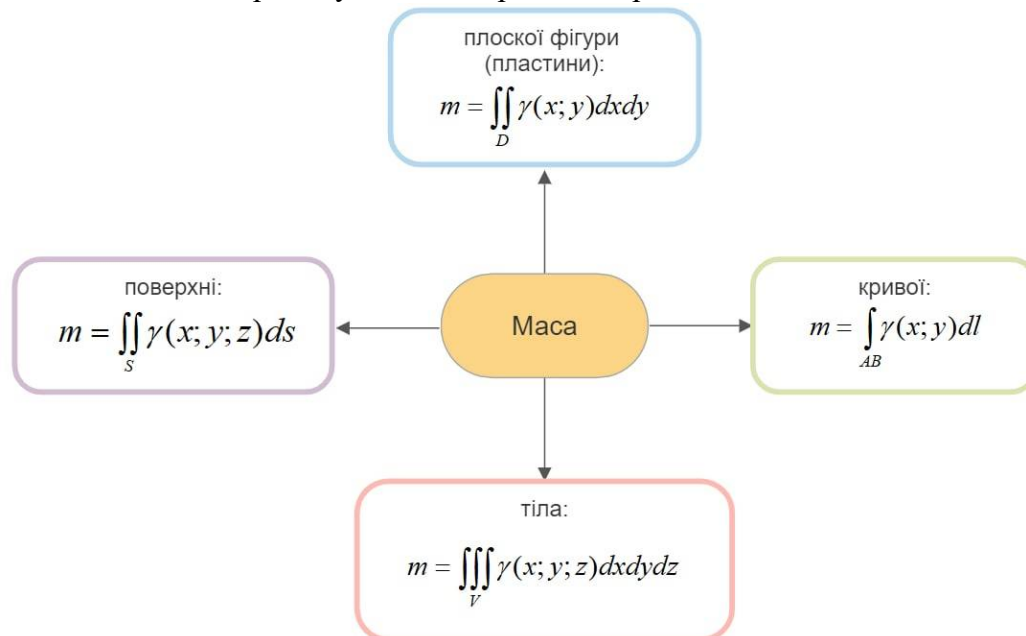 плоскої фігури
(пластини):
m = ∬_D γ(x; y)dxdy
поверхні:
m = ∬_S γ(x; y; z)ds
Маса
кривої:
m = ∫_AB γ(x; y)dl
тіла:
m = ∭_V γ(x; y; z)dxdydz